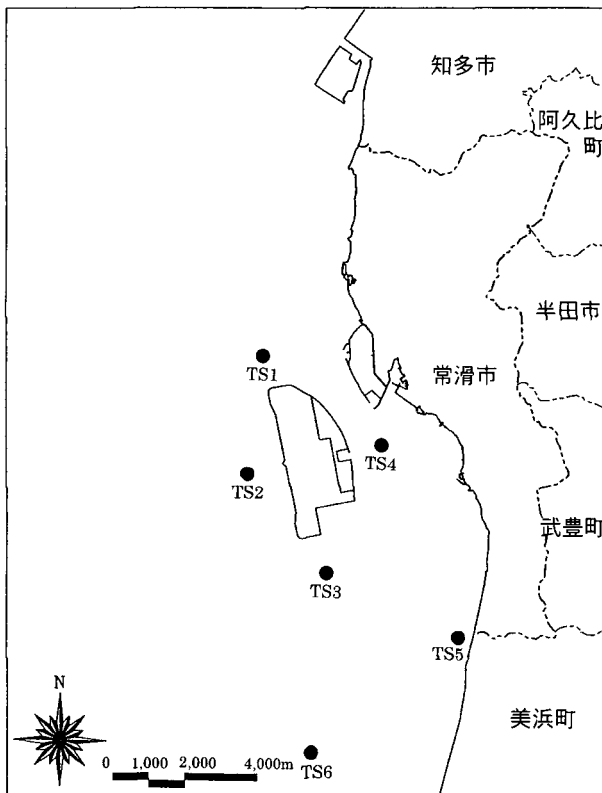 知多市
阿久比
町
半田市
TS1
常滑市
TS4
TS2
武豊町
TS3
TS5
美浜町
N
0 1,000 2,000 4,000m
TS6